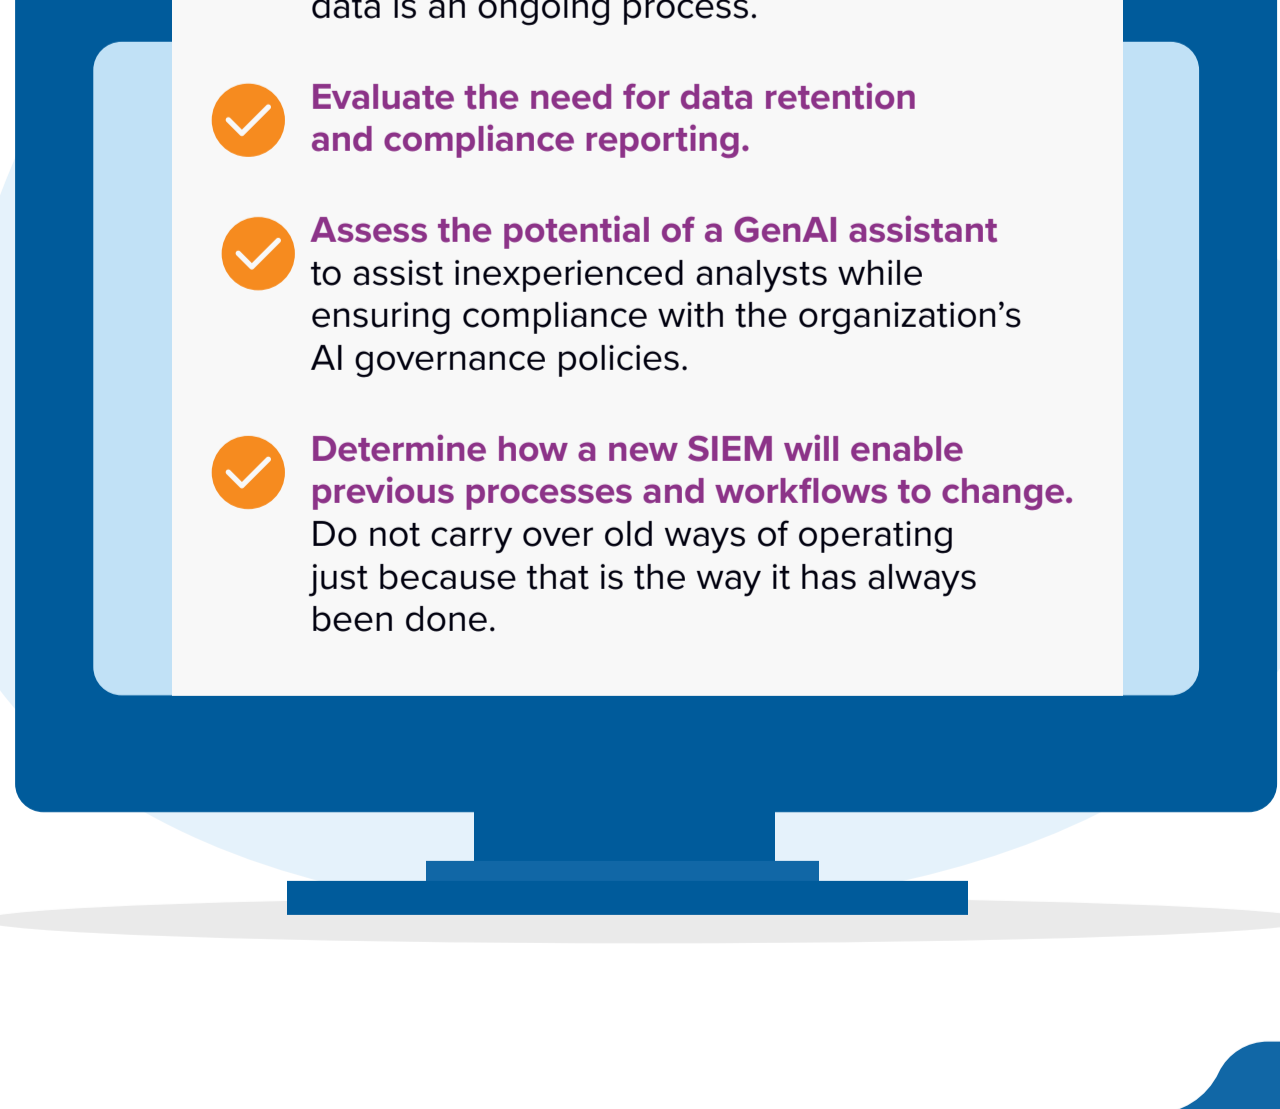 data is an ongoing process.
Evaluate the need for data retention
and compliance reporting.
Assess the potential of a GenAI assistant
to assist inexperienced analysts while
ensuring compliance with the organization’s
AI governance policies.
Determine how a new SIEM will enable
previous processes and workflows to change.
Do not carry over old ways of operating
just because that is the way it has always
been done.